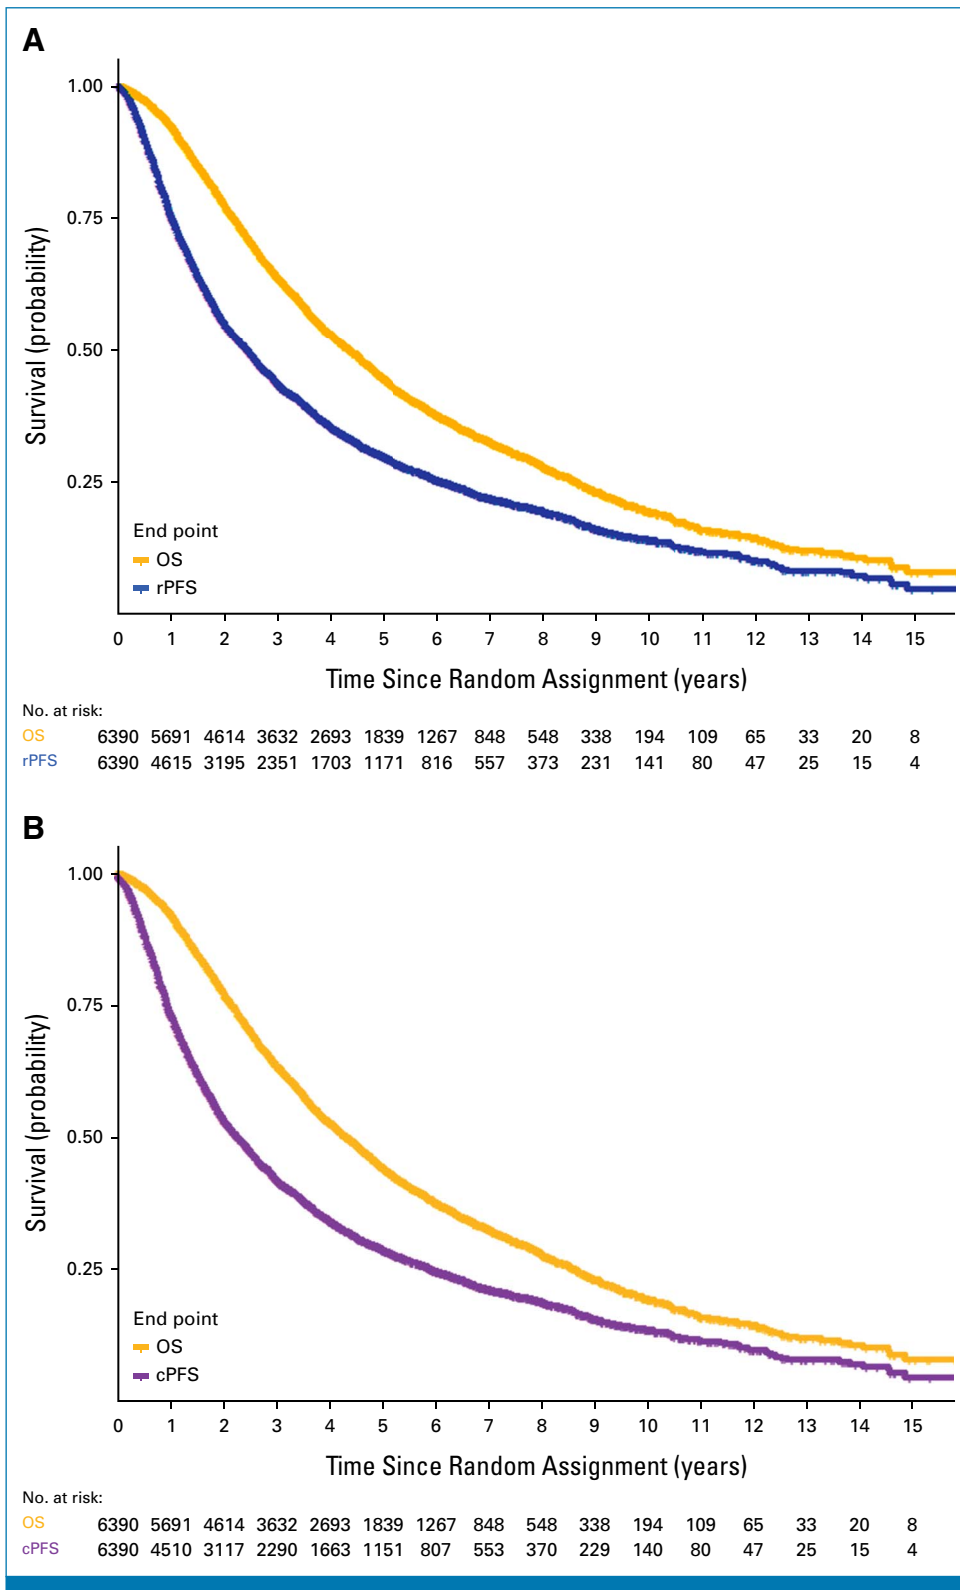 A
1.00
0.75
0.50
0.25
Survival (probability)
End point
OS
rPFS
0 1 2 3 4 5 6 7 8 9 10 11 12 13 14 15
Time Since Random Assignment (years)
No. at risk:
OS 6390 5691 4614 3632 2693 1839 1267 848 548 338 194 109 65 33 20 8
rPFS 6390 4615 3195 2351 1703 1171 816 557 373 231 141 80 47 25 15 4
B
1.00
0.75
0.50
0.25
Survival (probability)
End point
OS
cPFS
0 1 2 3 4 5 6 7 8 9 10 11 12 13 14 15
Time Since Random Assignment (years)
No. at risk:
OS 6390 5691 4614 3632 2693 1839 1267 848 548 338 194 109 65 33 20 8
cPFS 6390 4510 3117 2290 1663 1151 807 553 370 229 140 80 47 25 15 4